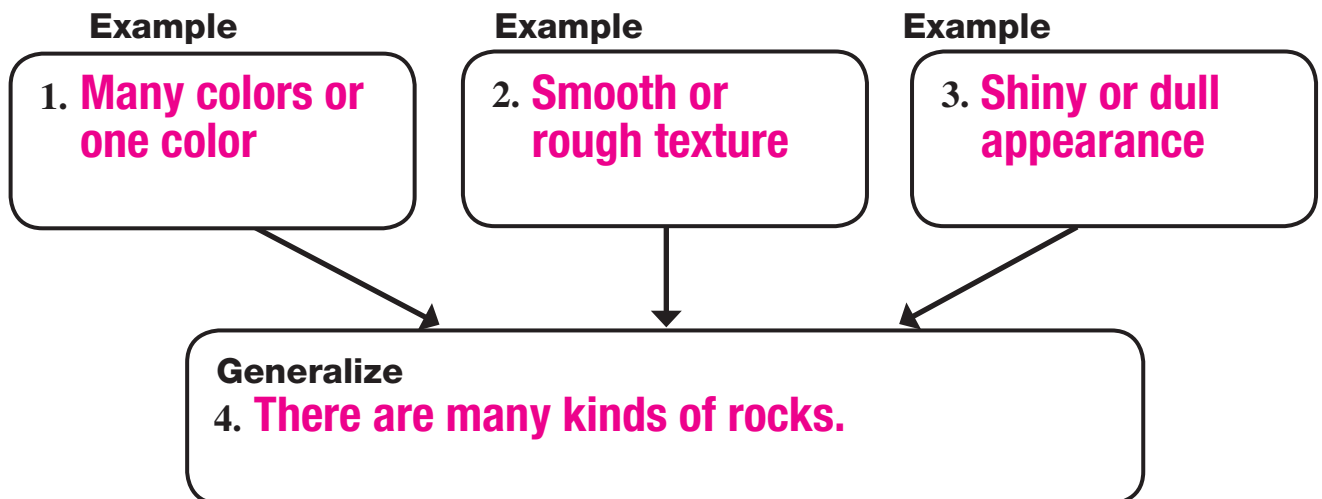 Example
1. Many colors or
one color
Example
2. Smooth or
rough texture
Example
3. Shiny or dull
appearance
Generalize
4. There are many kinds of rocks.